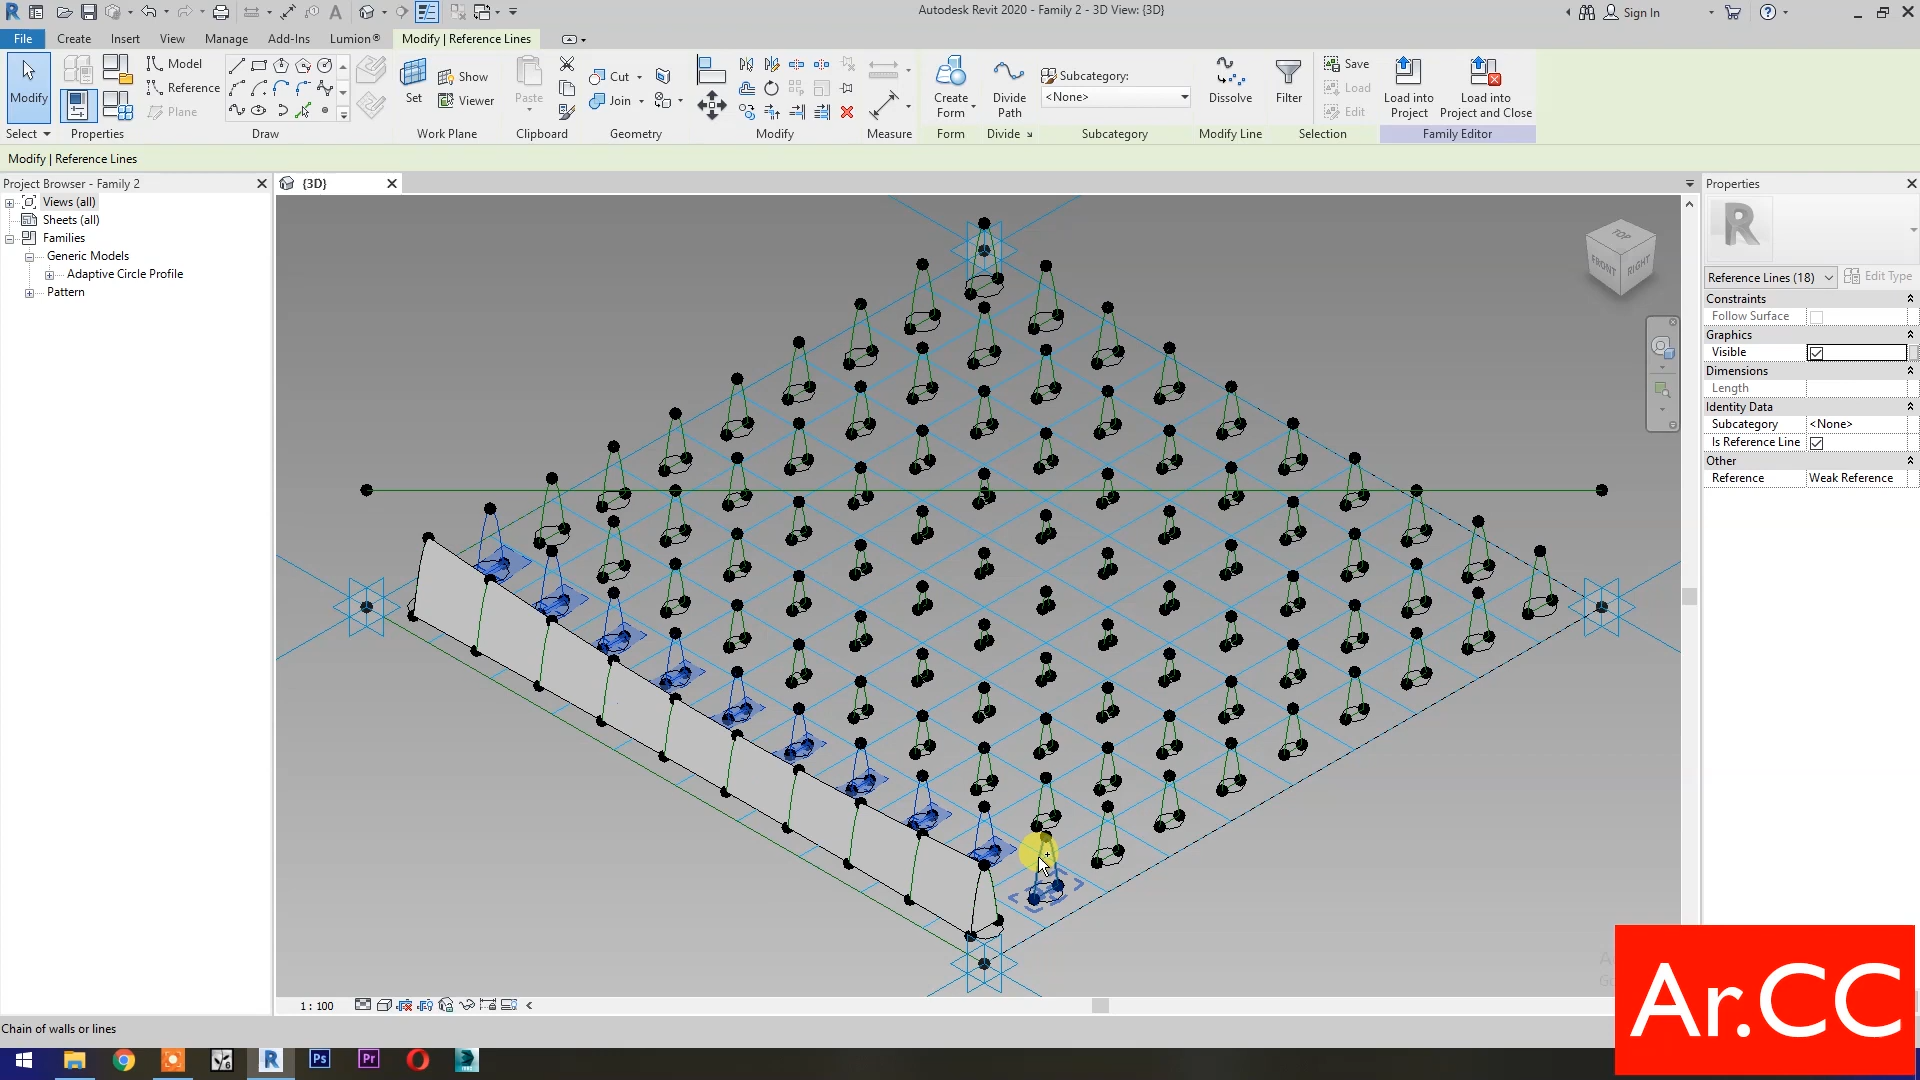 Autodesk Revit 2020 - Family 2 - 3D View: {3D}
Sign In
File
Create
Insert
View
Manage
Add-Ins
Lumion®
Modify | Reference Lines
Modify
Model
Reference
Plane
Set
Show
Viewer
Paste
Cut
Join
Create
Form
Divide
Path
Subcategory:
<None>
Dissolve
Filter
Save
Load
Edit
Load into
Project
Load into
Project and Close
Select
Properties
Draw
Work Plane
Clipboard
Geometry
Modify
Measure
Form
Divide
Subcategory
Modify Line
Selection
Family Editor
Modify | Reference Lines
Project Browser - Family 2
{3D}
Properties
Views (all)
Sheets (all)
Families
Generic Models
Adaptive Circle Profile
Pattern
TOP
FRONT
RIGHT
R
Reference Lines (18)
Edit Type
Constraints
Follow Surface
Graphics
Visible
Dimensions
Length
Identity Data
Subcategory
<None>
Is Reference Line
Other
Reference
Weak Reference
1 : 100
Chain of walls or lines
Ar.CC
R
Ps
Pr